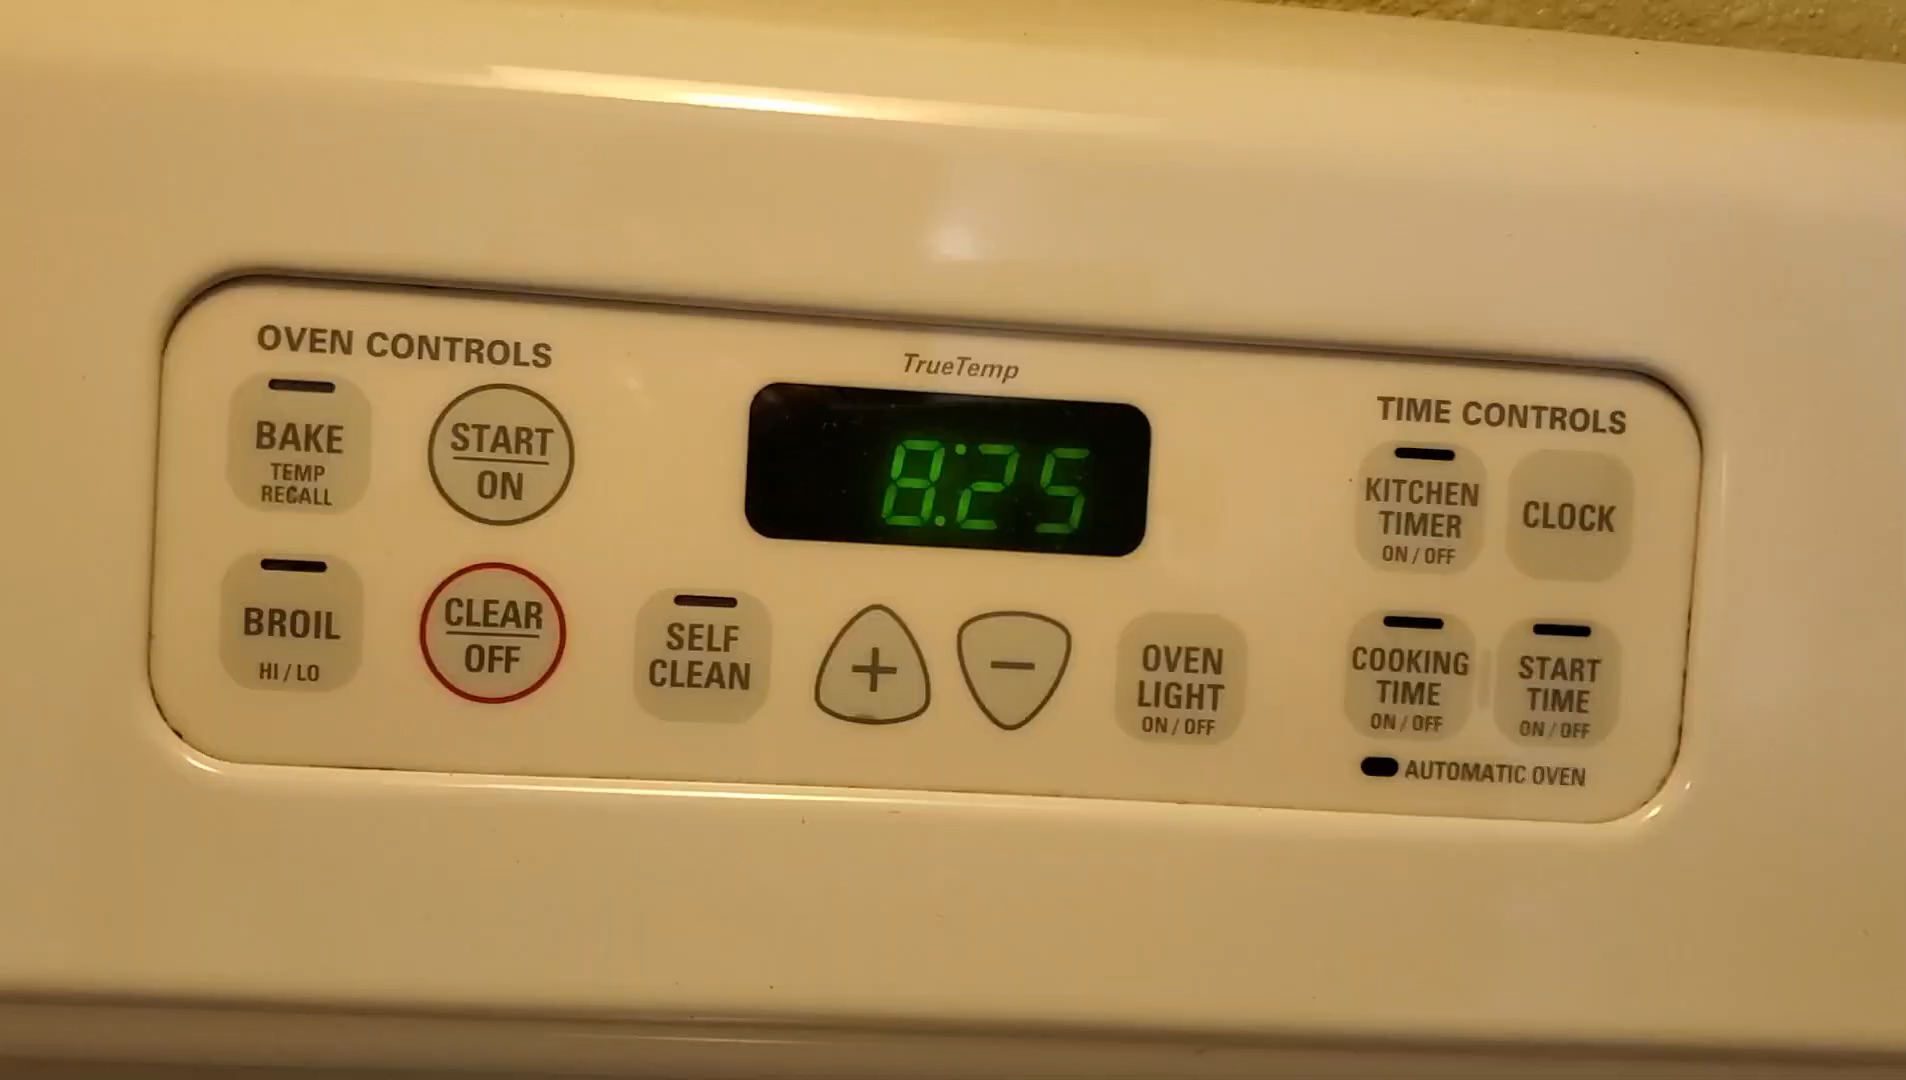 OVEN CONTROLS
BAKE
TEMP
RECALL
START
ON
BROIL
HI / LO
CLEAR
OFF
SELF
CLEAN
TrueTemp
8:25
+
−
OVEN
LIGHT
ON / OFF
TIME CONTROLS
KITCHEN
TIMER
ON / OFF
CLOCK
COOKING
TIME
ON / OFF
START
TIME
ON / OFF
AUTOMATIC OVEN